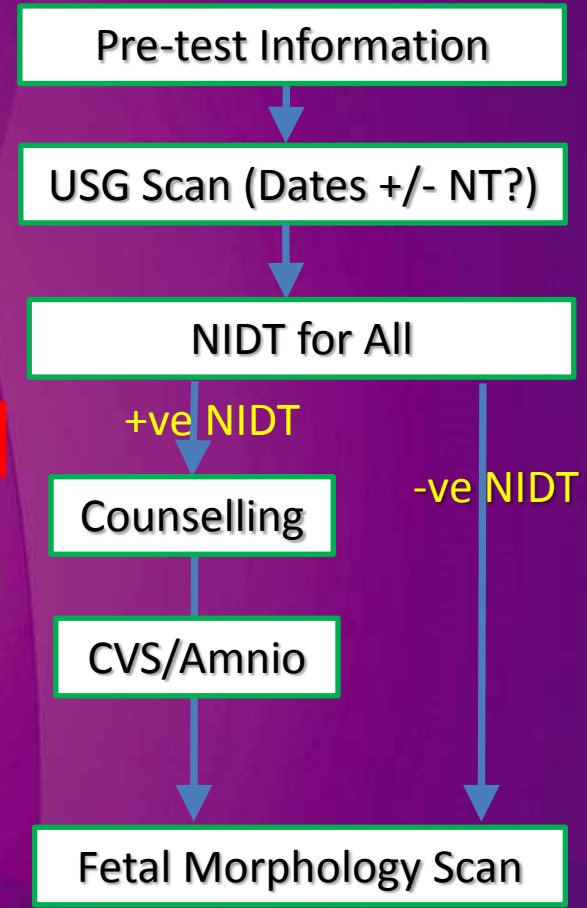 Pre-test Information
USG Scan (Dates +/- NT?)
NIDT for All
+ve NIDT
-ve NIDT
Counselling
CVS/Amnio
Fetal Morphology Scan